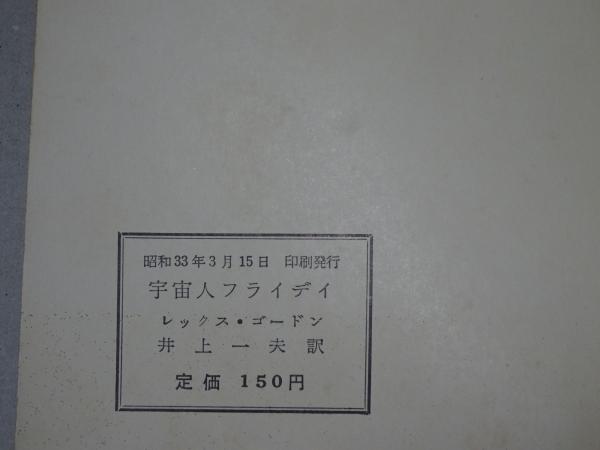 昭和33年3月15日 印刷発行
宇宙人フライデイ
レックス・ゴードン
井上一夫訳
定価 150円